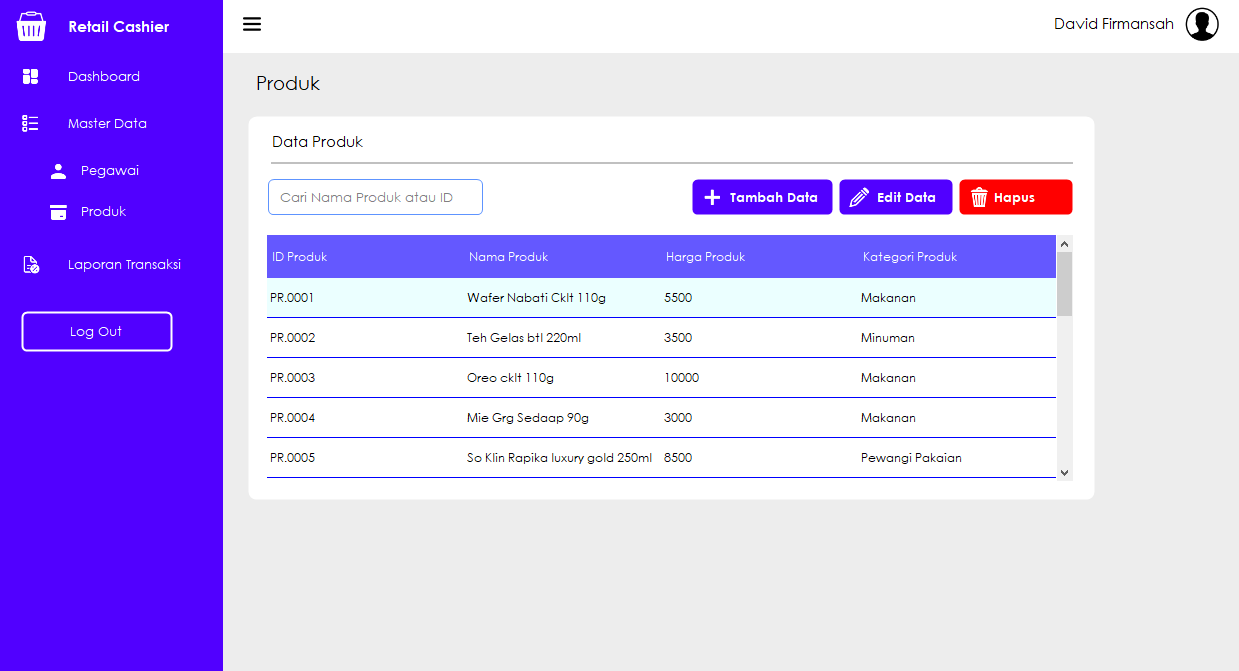 Retail Cashier
David Firmansah
Dashboard
Master Data
Pegawai
Produk
Laporan Transaksi
Log Out
Produk
Data Produk
Cari Nama Produk atau ID
Tambah Data
Edit Data
Hapus
ID Produk Nama Produk Harga Produk Kategori Produk
PR.0001 Wafer Nabati Cklt 110g 5500 Makanan
PR.0002 Teh Gelas btl 220ml 3500 Minuman
PR.0003 Oreo cklt 110g 10000 Makanan
PR.0004 Mie Grg Sedaap 90g 3000 Makanan
PR.0005 So Klin Rapika luxury gold 250ml 8500 Pewangi Pakaian